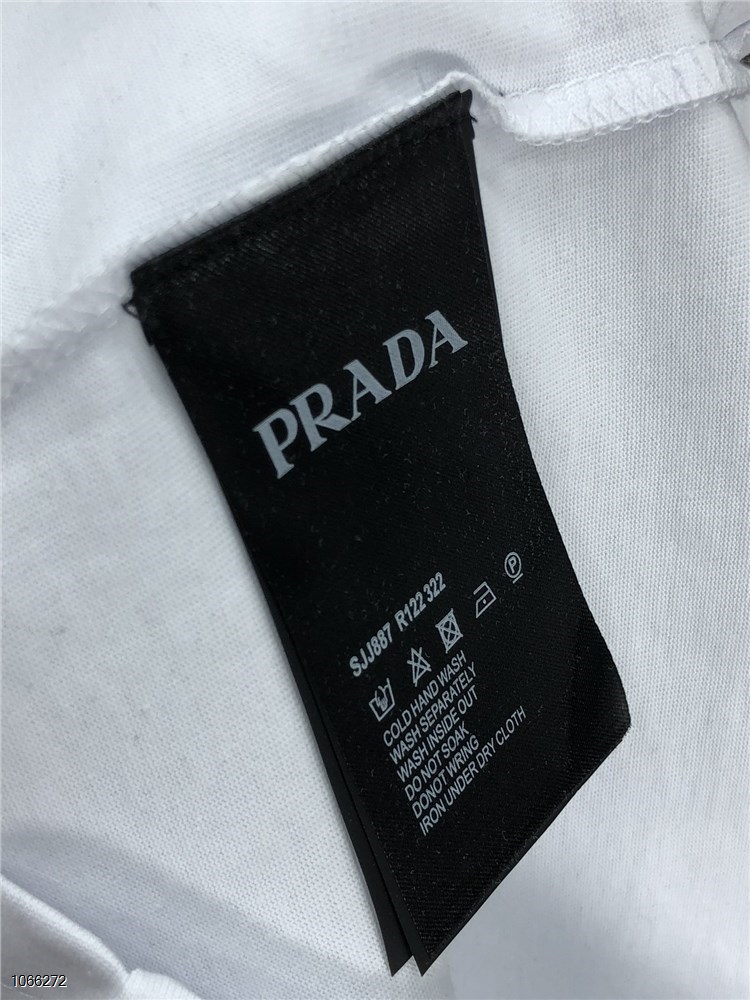 PRADA
SJJ887 R122 322
P
COLD HAND WASH
WASH SEPARATELY
WASH INSIDE OUT
DO NOT SOAK
DONOT WRING
IRON UNDER DRY CLOTH
1066272